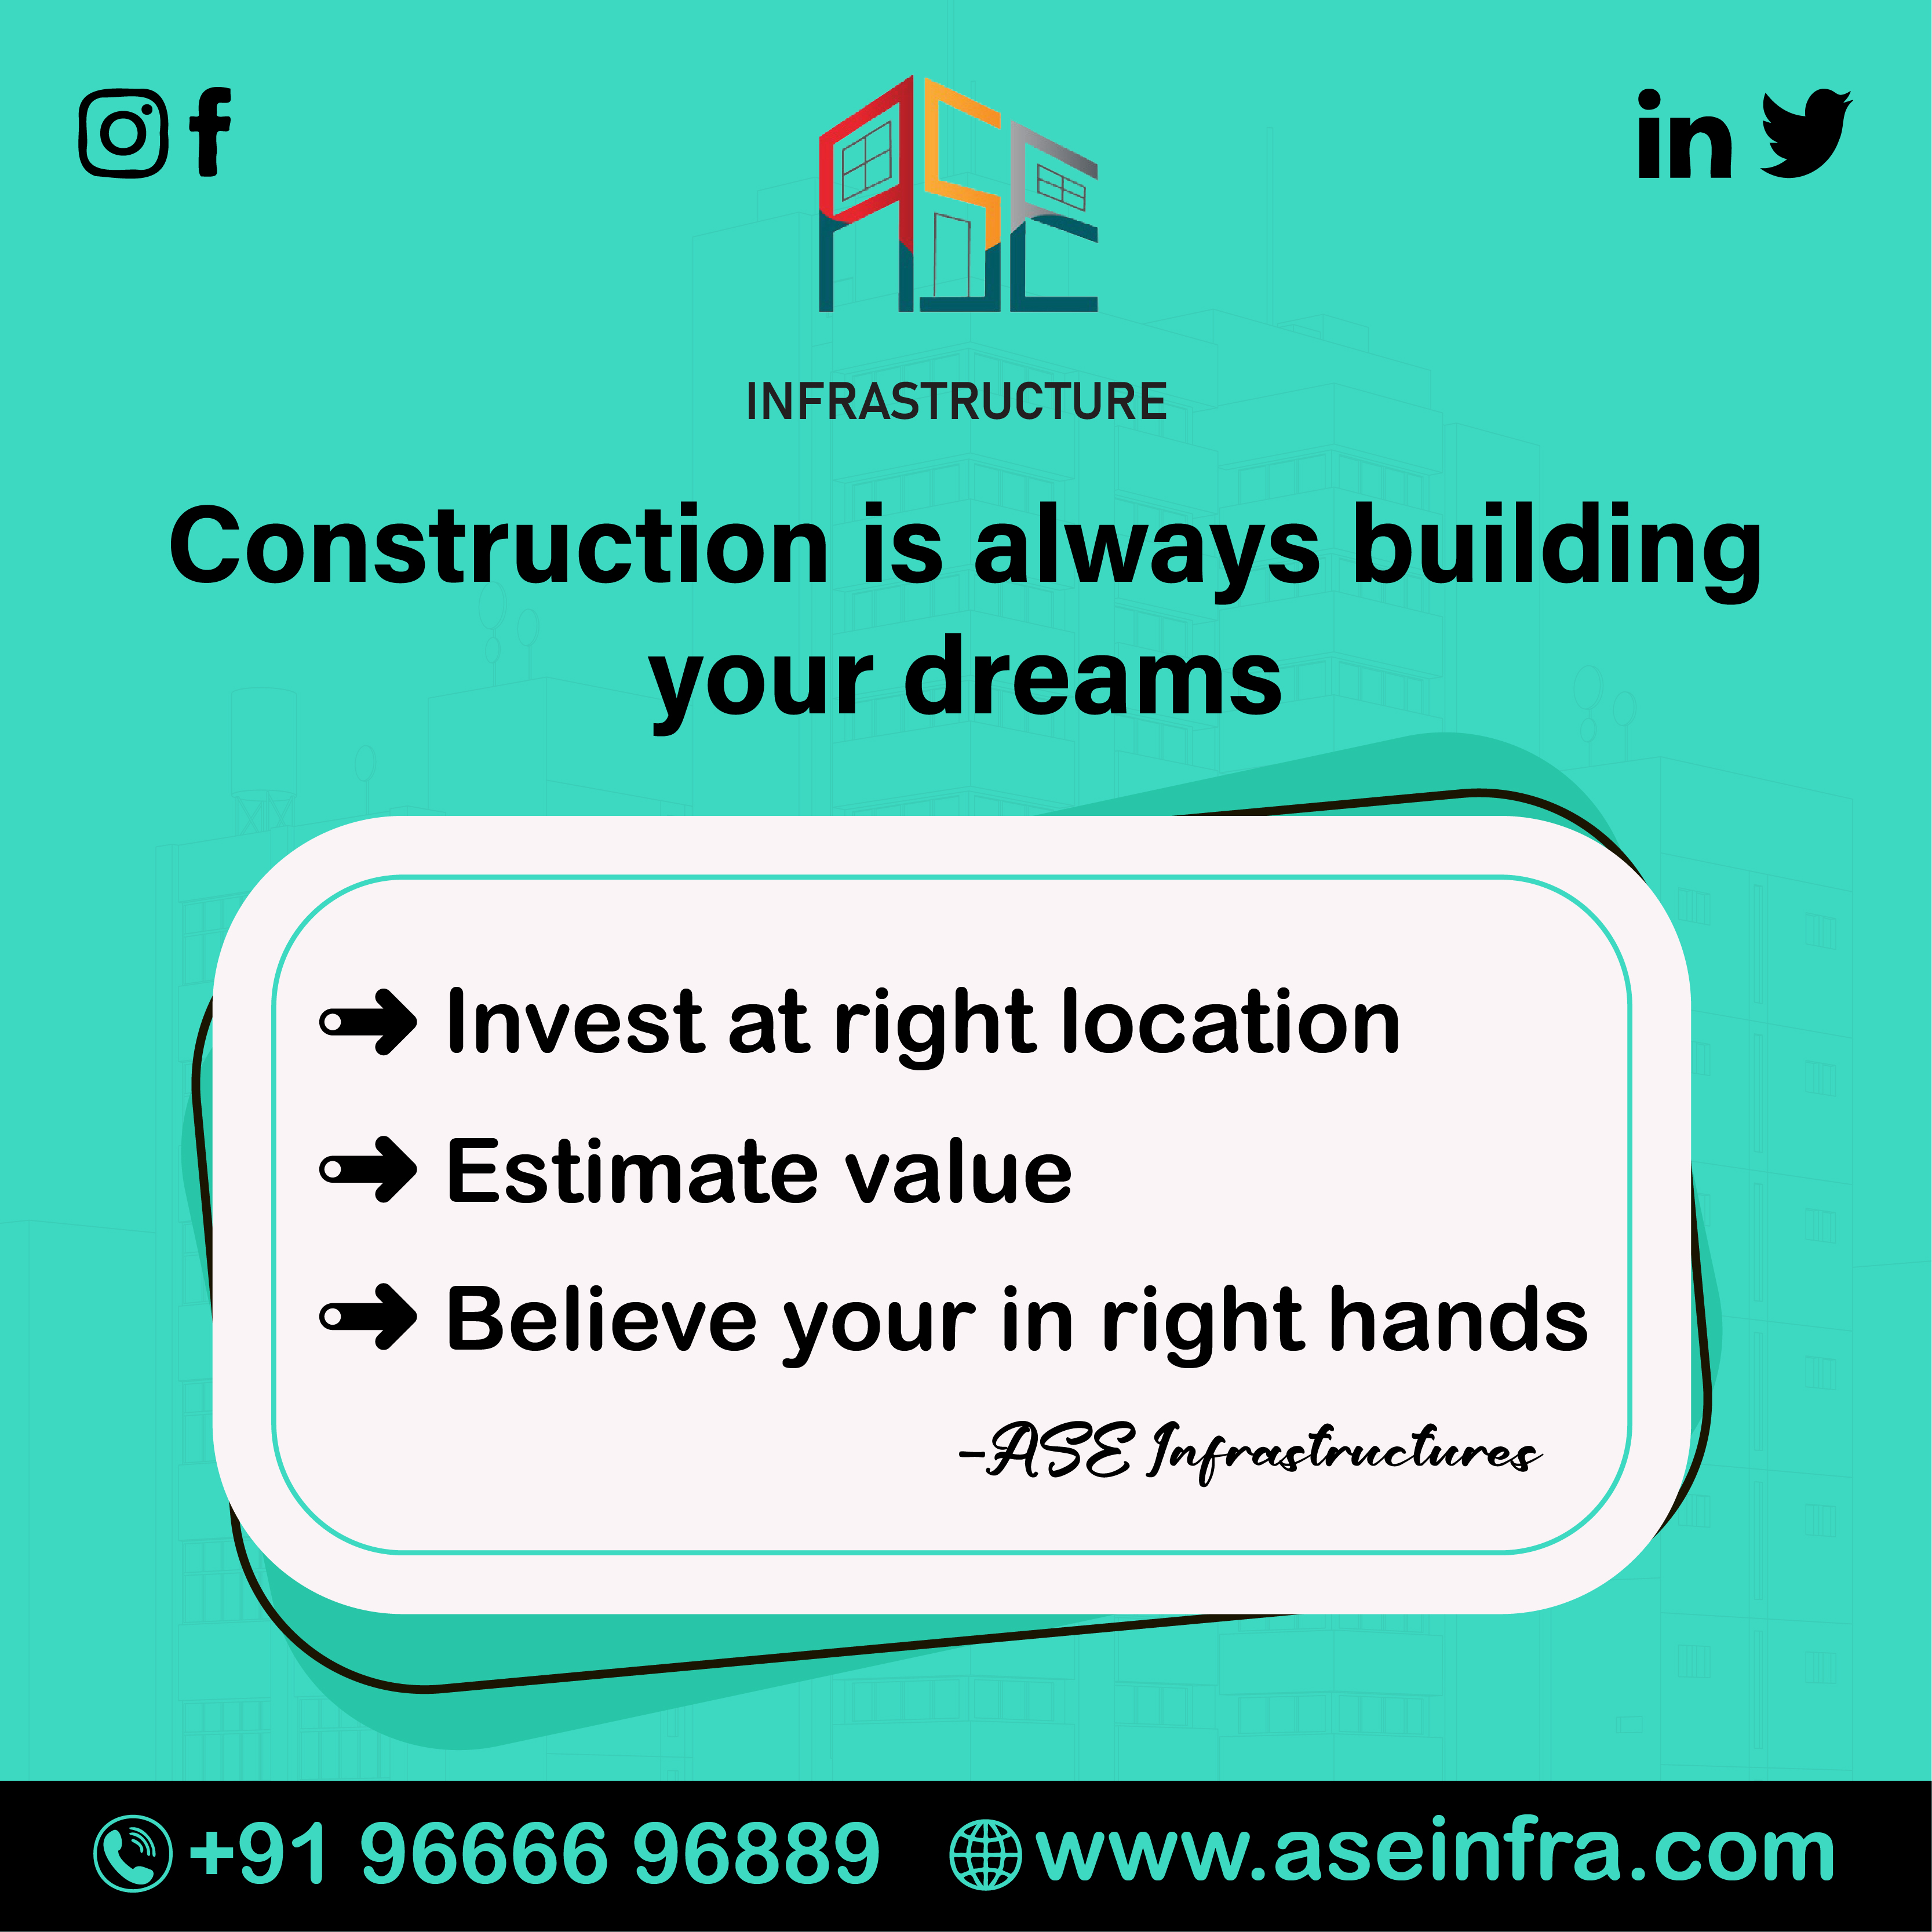 ASE
INFRASTRUCTURE
Construction is always building
your dreams
Invest at right location
Estimate value
Believe your in right hands
-ASE Infrastructures
+91 96666 96889
www.aseinfra.com